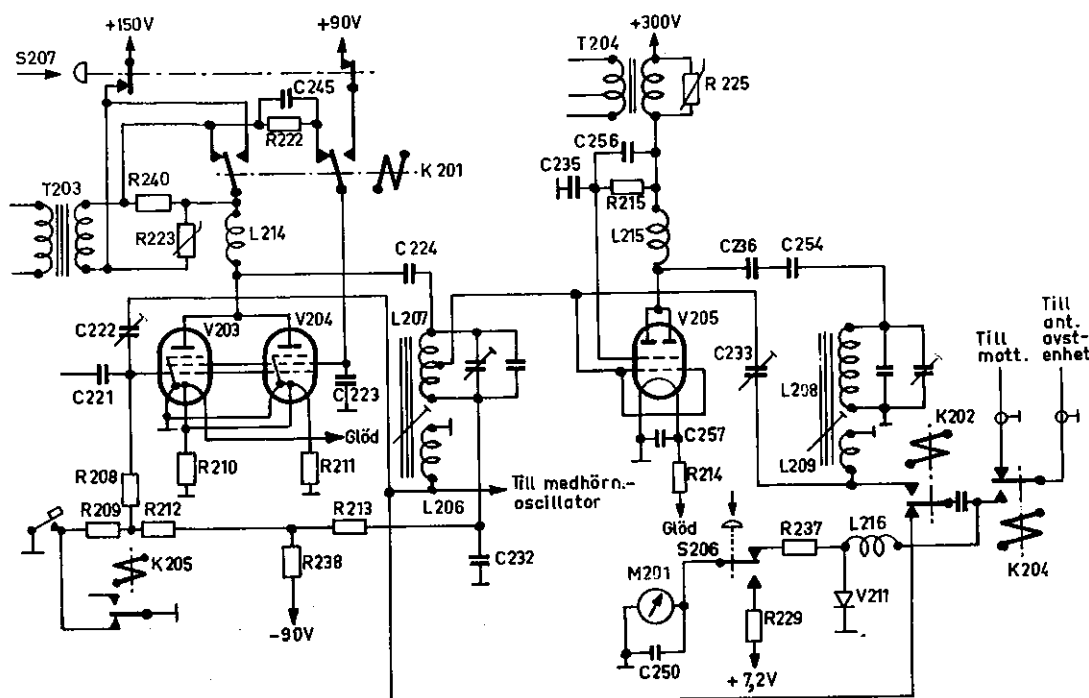 +150V
+90V
S207
C245
R222
K201
T203
R240
R223
L214
C224
C222
V203
V204
L207
C221
C223
Glöd
R208
R210
R211
L206
Till medhörn.-
oscillator
R209
R212
R213
K205
R238
C232
-90V
+300V
T204
R225
C256
C235
R215
L215
C236
C254
V205
C233
Till
mott.
Till
ant.
avst-
enhet
L208
K202
C257
L209
R214
Glöd
S206
R237
L216
K204
M201
V211
R229
C250
+7,2V